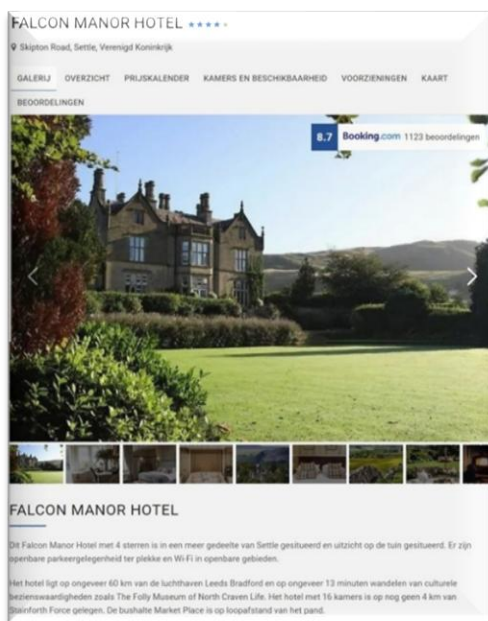 FALCON MANOR HOTEL
Skipton Road, Settle, Verenigd Koninkrijk
GALERIJ OVERZICHT PRIJSKALENDER KAMERS EN BESCHIKBAARHEID VOORZIENINGEN KAART
BEOORDELINGEN
8.7 Booking.com 1123 beoordelingen
FALCON MANOR HOTEL
Dit Falcon Manor Hotel met 4 sterren is in een meer gedeelte van Settle gesitueerd en uitzicht op de tuin gesitueerd. Er zijn
openbare parkeergelegenheid ter plekke en Wi-Fi in openbare gebieden.
Het hotel ligt op ongeveer 60 km van de luchthaven Leeds Bradford en op ongeveer 13 minuten wandelen van culturele
bezienswaardigheden zoals The Folly Museum of North Craven Life. Het hotel met 16 kamers is op nog geen 4 km van
Stainforth Force gelegen. De bushalte Market Place is op loopafstand van het pand.